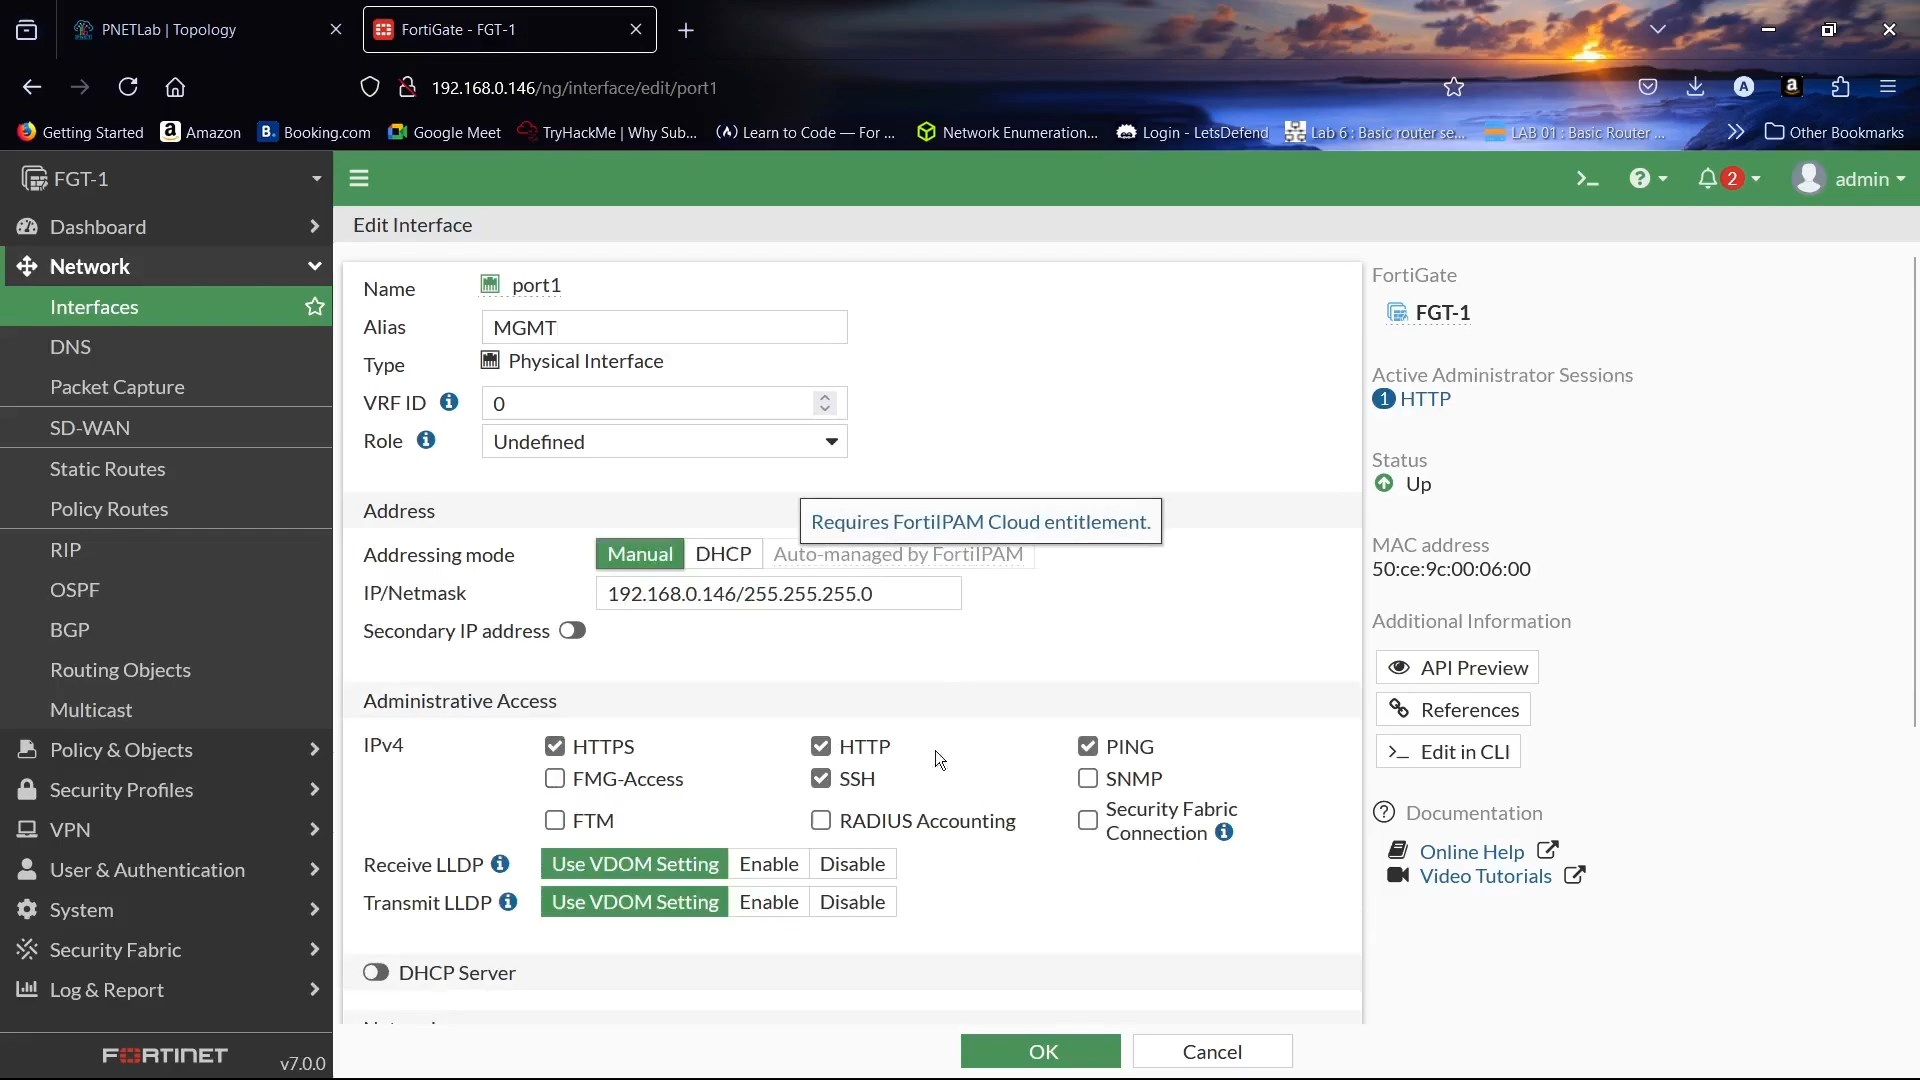 PNETLab | Topology
FortiGate - FGT-1
192.168.0.146/ng/interface/edit/port1
Getting Started
Amazon
Booking.com
Google Meet
TryHackMe | Why Sub...
Learn to Code — For ...
Network Enumeration...
Login - LetsDefend
Lab 6 : Basic router se...
LAB 01 : Basic Router ...
Other Bookmarks
FGT-1
2
admin
Dashboard
Network
Interfaces
DNS
Packet Capture
SD-WAN
Static Routes
Policy Routes
RIP
OSPF
BGP
Routing Objects
Multicast
Policy & Objects
Security Profiles
VPN
User & Authentication
System
Security Fabric
Log & Report
FORTINET
v7.0.0
Edit Interface
Name port1
Alias MGMT
Type Physical Interface
VRF ID 0
Role Undefined
Address
Requires FortiIPAM Cloud entitlement.
Addressing mode Manual DHCP Auto-managed by FortiIPAM
IP/Netmask 192.168.0.146/255.255.255.0
Secondary IP address
Administrative Access
IPv4 HTTPS HTTP PING
FMG-Access SSH SNMP
FTM RADIUS Accounting Security Fabric
Connection
Receive LLDP Use VDOM Setting Enable Disable
Transmit LLDP Use VDOM Setting Enable Disable
DHCP Server
OK Cancel
FortiGate
FGT-1
Active Administrator Sessions
1 HTTP
Status
Up
MAC address
50:ce:9c:00:06:00
Additional Information
API Preview
References
>_ Edit in CLI
Documentation
Online Help
Video Tutorials